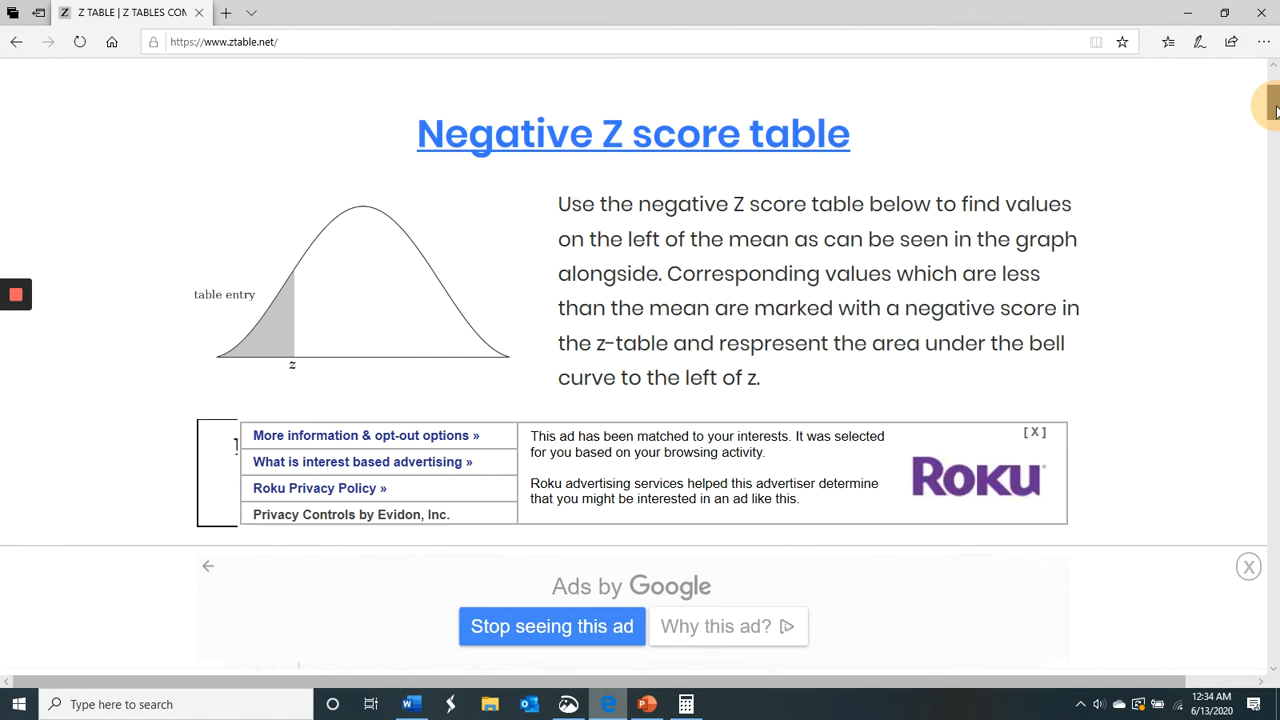 Z TABLE | Z TABLES CON
https://www.ztable.net/
Negative Z score table
Use the negative Z score table below to find values
on the left of the mean as can be seen in the graph
alongside. Corresponding values which are less
than the mean are marked with a negative score in
the z-table and respresent the area under the bell
curve to the left of z.
table entry
z
More information & opt-out options »
What is interest based advertising »
Roku Privacy Policy »
Privacy Controls by Evidon, Inc.
This ad has been matched to your interests. It was selected
for you based on your browsing activity.
Roku advertising services helped this advertiser determine
that you might be interested in an ad like this.
[ X ]
ROKU
X
Ads by Google
Stop seeing this ad
Why this ad?
Type here to search
12:34 AM
6/13/2020